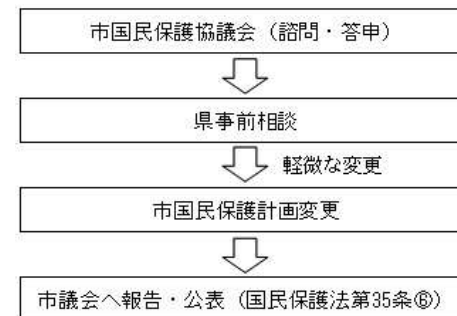 市国民保護協議会（諮問・答申）
県事前相談
軽微な変更
市国民保護計画変更
市議会へ報告・公表（国民保護法第35条⑥）